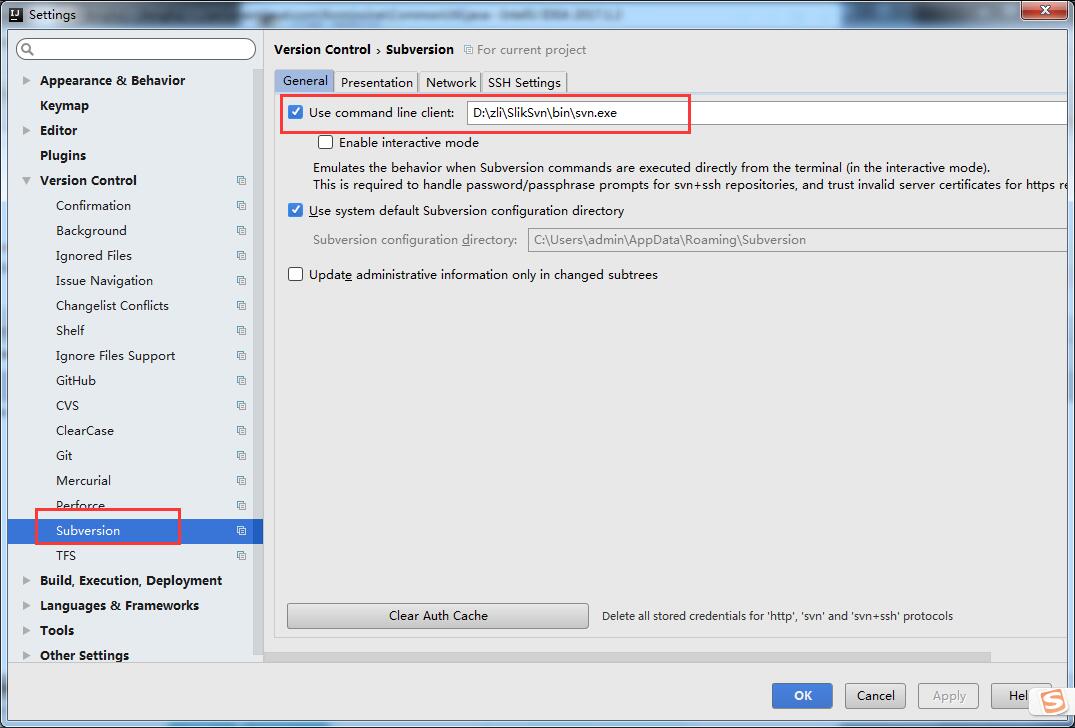 Settings
Version Control › Subversion For current project
General Presentation Network SSH Settings
Use command line client: D:\zli\SlikSvn\bin\svn.exe
Enable interactive mode
Emulates the behavior when Subversion commands are executed directly from the terminal (in the interactive mode).
This is required to handle password/passphrase prompts for svn+ssh repositories, and trust invalid server certificates for https re
Use system default Subversion configuration directory
Subversion configuration directory: C:\Users\admin\AppData\Roaming\Subversion
Update administrative information only in changed subtrees
Clear Auth Cache Delete all stored credentials for 'http', 'svn' and 'svn+ssh' protocols
Appearance & Behavior
Keymap
Editor
Plugins
Version Control
Confirmation
Background
Ignored Files
Issue Navigation
Changelist Conflicts
Shelf
Ignore Files Support
GitHub
CVS
ClearCase
Git
Mercurial
Perforce
Subversion
TFS
Build, Execution, Deployment
Languages & Frameworks
Tools
Other Settings
OK Cancel Apply Hel